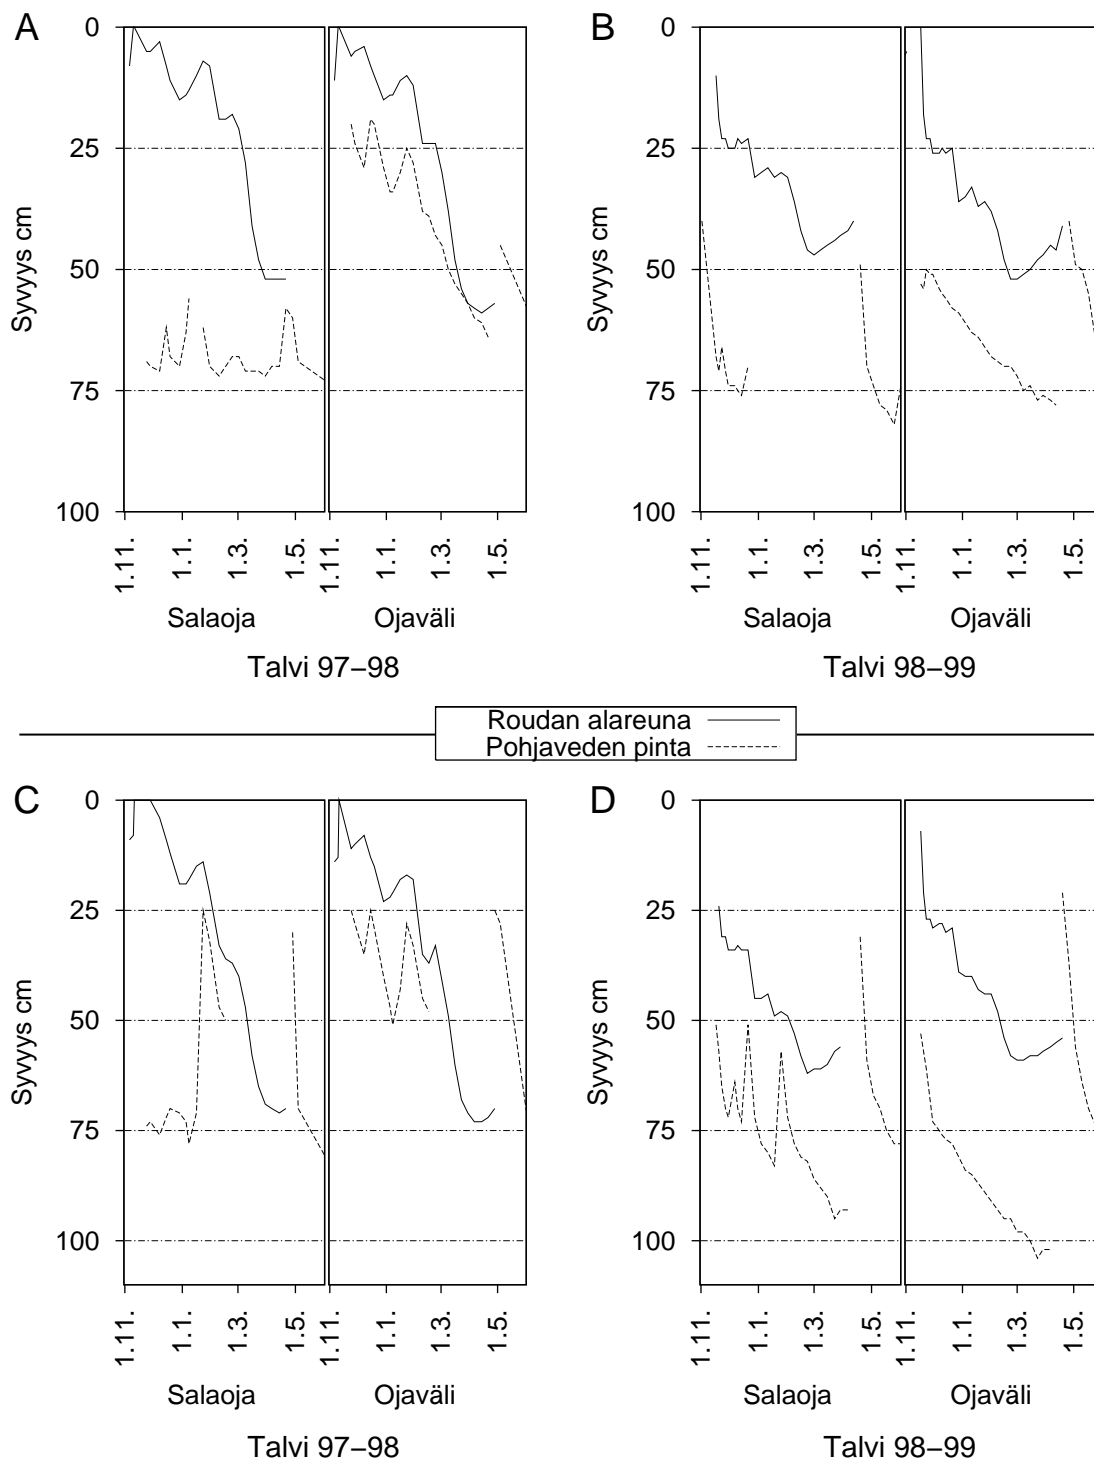 A
0
25
50
75
100
Syvyys cm
1.11.
1.1.
1.3.
1.5.
Salaoja
1.11.
1.1.
1.3.
1.5.
Ojaväli
Talvi 97–98
B
0
25
50
75
100
Syvyys cm
1.11.
1.1.
1.3.
1.5.
Salaoja
1.11.
1.1.
1.3.
1.5.
Ojaväli
Talvi 98–99
Roudan alareuna
Pohjaveden pinta
C
0
25
50
75
100
Syvyys cm
1.11.
1.1.
1.3.
1.5.
Salaoja
1.11.
1.1.
1.3.
1.5.
Ojaväli
Talvi 97–98
D
0
25
50
75
100
Syvyys cm
1.11.
1.1.
1.3.
1.5.
Salaoja
1.11.
1.1.
1.3.
1.5.
Ojaväli
Talvi 98–99